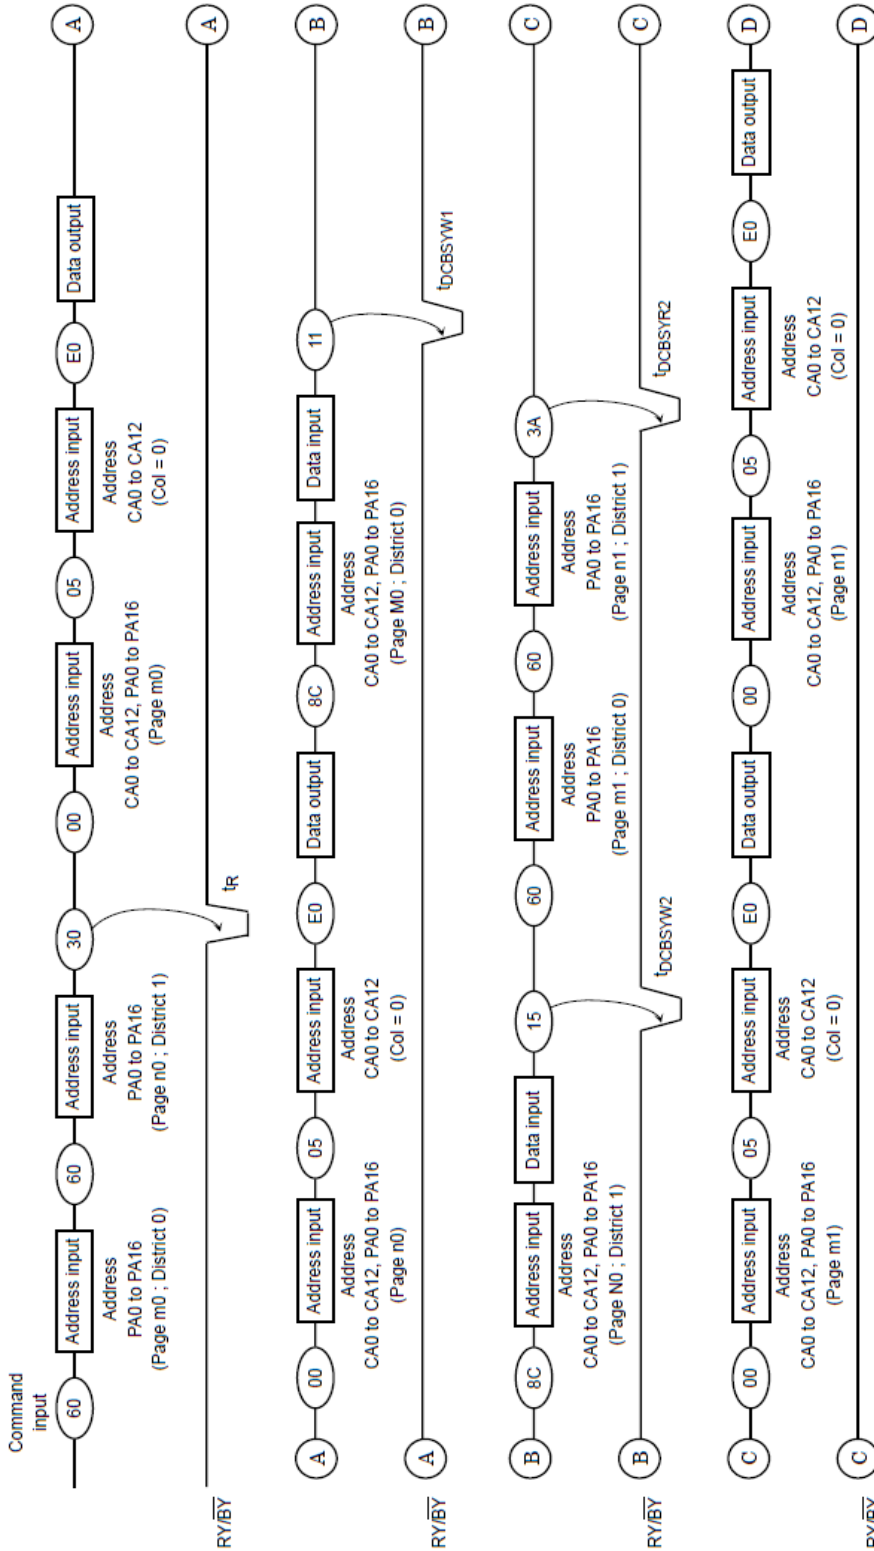 Command
input
60 Address input 60 Address input 30 00 Address input 05 Address input E0 Data output A
Address
PA0 to PA16
(Page m0 ; District 0)
Address
PA0 to PA16
(Page n0 ; District 1)
Address
CA0 to CA12, PA0 to PA16
(Page m0)
Address
CA0 to CA12
(Col = 0)
RY/BY tR A
A 00 Address input 05 Address input E0 Data output 8C Address input Data input 11 B
Address
CA0 to CA12, PA0 to PA16
(Page n0)
Address
CA0 to CA12
(Col = 0)
Address
CA0 to CA12, PA0 to PA16
(Page M0 ; District 0)
RY/BY A tDCBSYW1 B
B 8C Address input Data input 15 60 Address input 60 Address input 3A C
Address
CA0 to CA12, PA0 to PA16
(Page N0 ; District 1)
Address
PA0 to PA16
(Page m1 ; District 0)
Address
PA0 to PA16
(Page n1 ; District 1)
RY/BY B tDCBSYW2 tDCBSYR2 C
C 00 Address input 05 Address input E0 Data output 00 Address input 05 Address input E0 Data output D
Address
CA0 to CA12, PA0 to PA16
(Page m1)
Address
CA0 to CA12
(Col = 0)
Address
CA0 to CA12, PA0 to PA16
(Page n1)
Address
CA0 to CA12
(Col = 0)
RY/BY C D